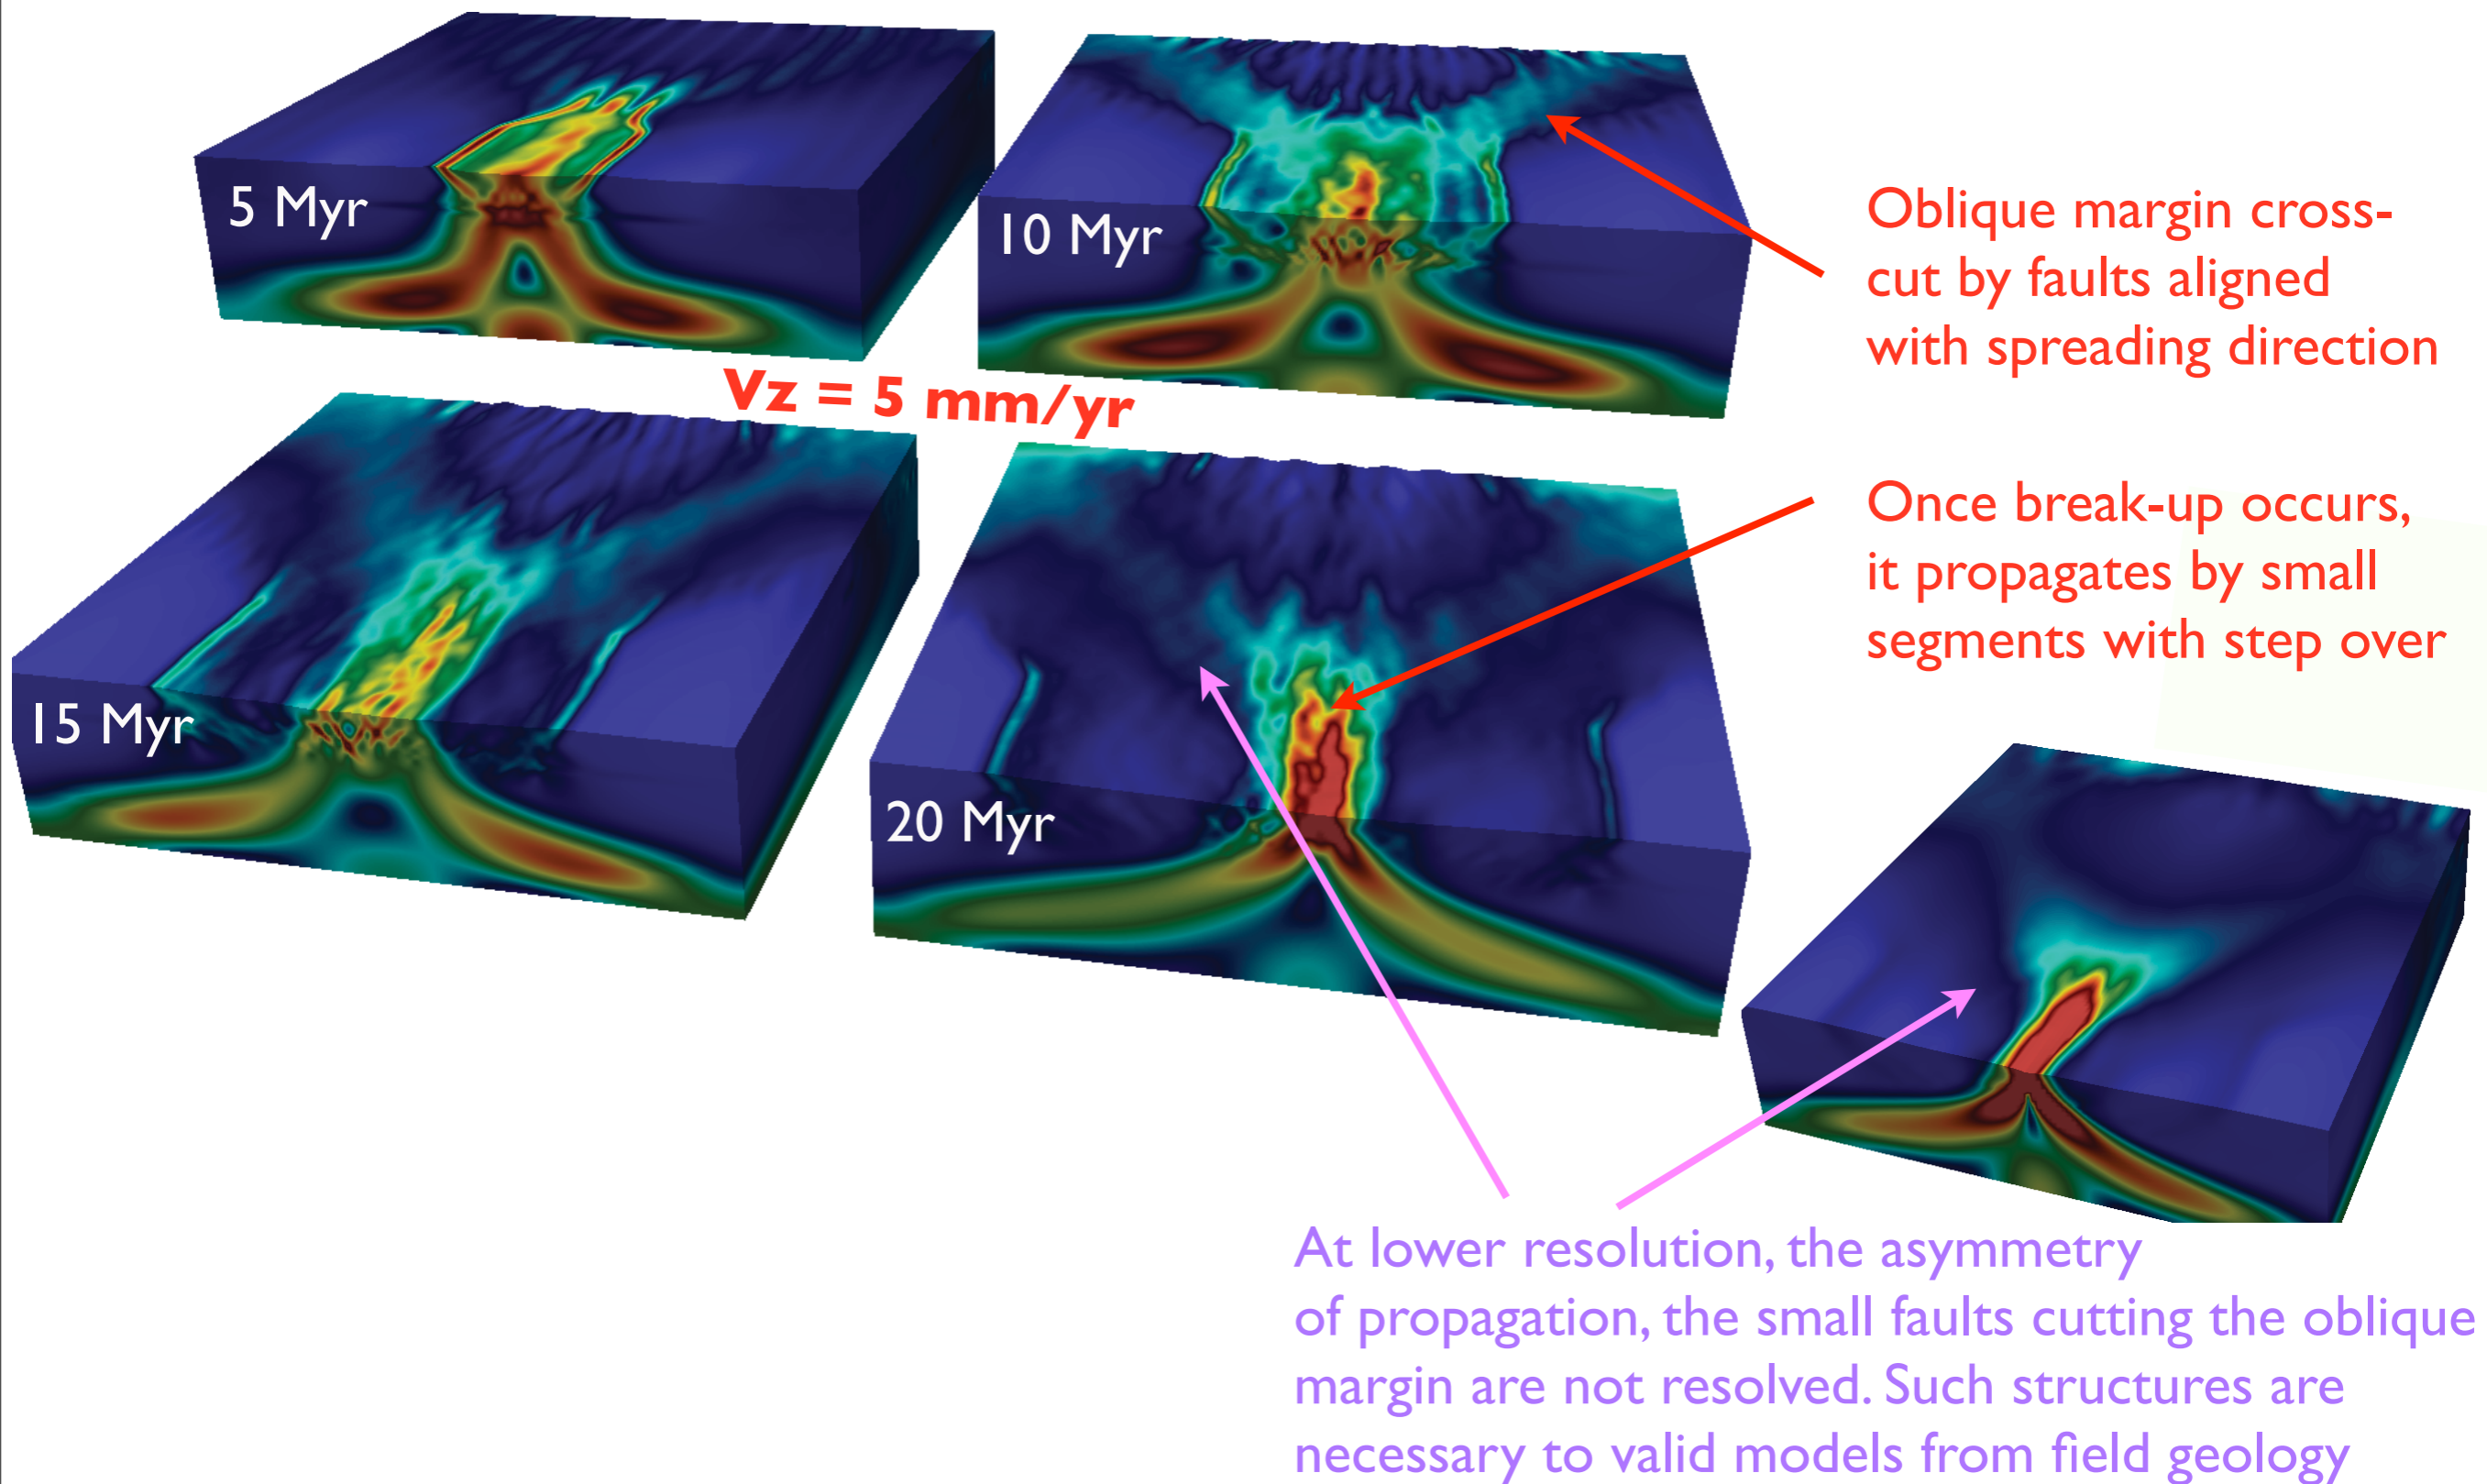 5 Myr
10 Myr
Oblique margin cross-
cut by faults aligned
with spreading direction
Vz = 5 mm/yr
Once break-up occurs,
it propagates by small
segments with step over
15 Myr
20 Myr
At lower resolution, the asymmetry
of propagation, the small faults cutting the oblique
margin are not resolved. Such structures are
necessary to valid models from field geology